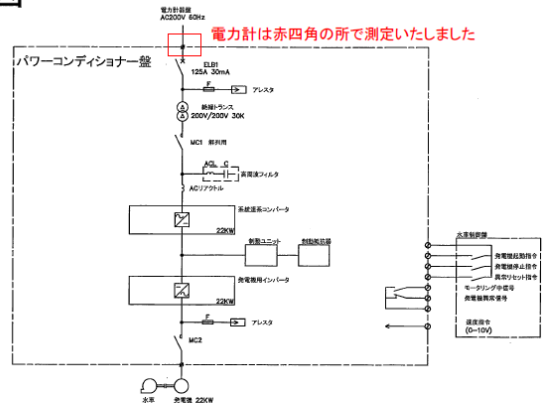 電力計装盤
AC200V 60Hz
電力計は赤四角の所で測定いたしました
パワーコンディショナー盤
ELB1
125A 30mA
F
アレスタ
絶縁トランス
200V/200V 30K
MC1 解列用
ACL C
高周波フィルタ
ACリアクトル
系統連系コンバータ
22KW
制動ユニット
制動抵抗器
発電機用インバータ
22KW
F
アレスタ
MC2
水車
発電機 22KW
水車制御盤
発電機起動指令
発電機停止指令
異常リセット指令
モータリング中信号
発電機異常信号
速度指令
(0-10V)